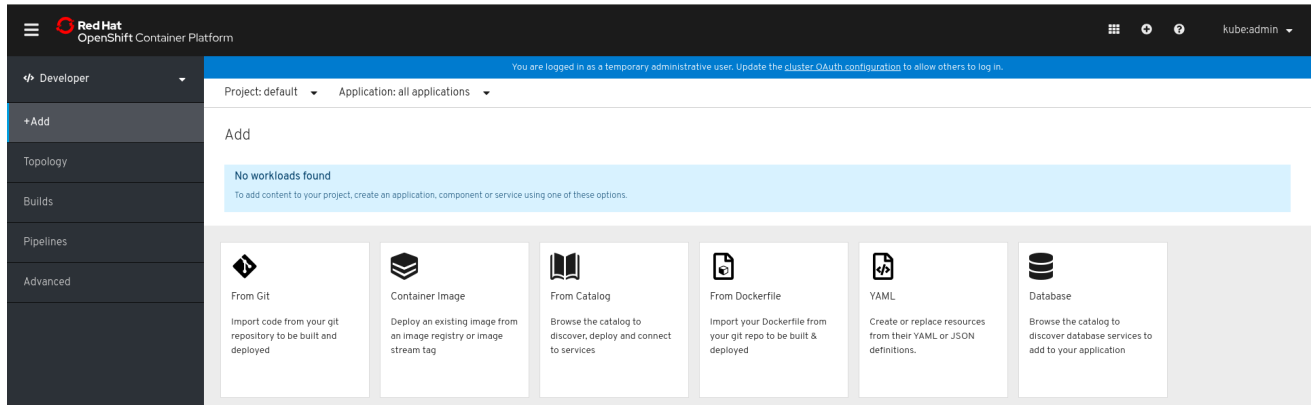 Red Hat
OpenShift Container Platform
kube:admin
Developer
You are logged in as a temporary administrative user. Update the cluster OAuth configuration to allow others to log in.
Project: default
Application: all applications
+Add
Topology
Builds
Pipelines
Advanced
Add
No workloads found
To add content to your project, create an application, component or service using one of these options.
From Git
Import code from your git
repository to be built and
deployed
Container Image
Deploy an existing image from
an image registry or image
stream tag
From Catalog
Browse the catalog to
discover, deploy and connect
to services
From Dockerfile
Import your Dockerfile from
your git repo to be built &
deployed
YAML
Create or replace resources
from their YAML or JSON
definitions.
Database
Browse the catalog to
discover database services to
add to your application